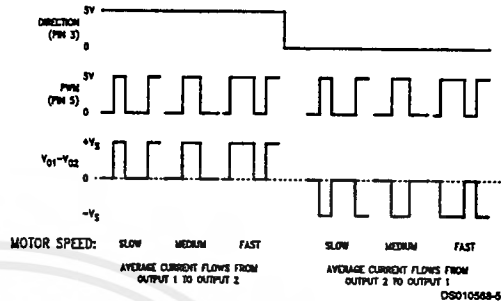 5V
DIRECTION
(PIN 3)
0
5V
PWM
(PIN 5)
0
+VS
VO1-VO2
0
-VS
MOTOR SPEED: SLOW MEDIUM FAST SLOW MEDIUM FAST
AVERAGE CURRENT FLOWS FROM
OUTPUT 1 TO OUTPUT 2
AVERAGE CURRENT FLOWS FROM
OUTPUT 2 TO OUTPUT 1
DS010568-5